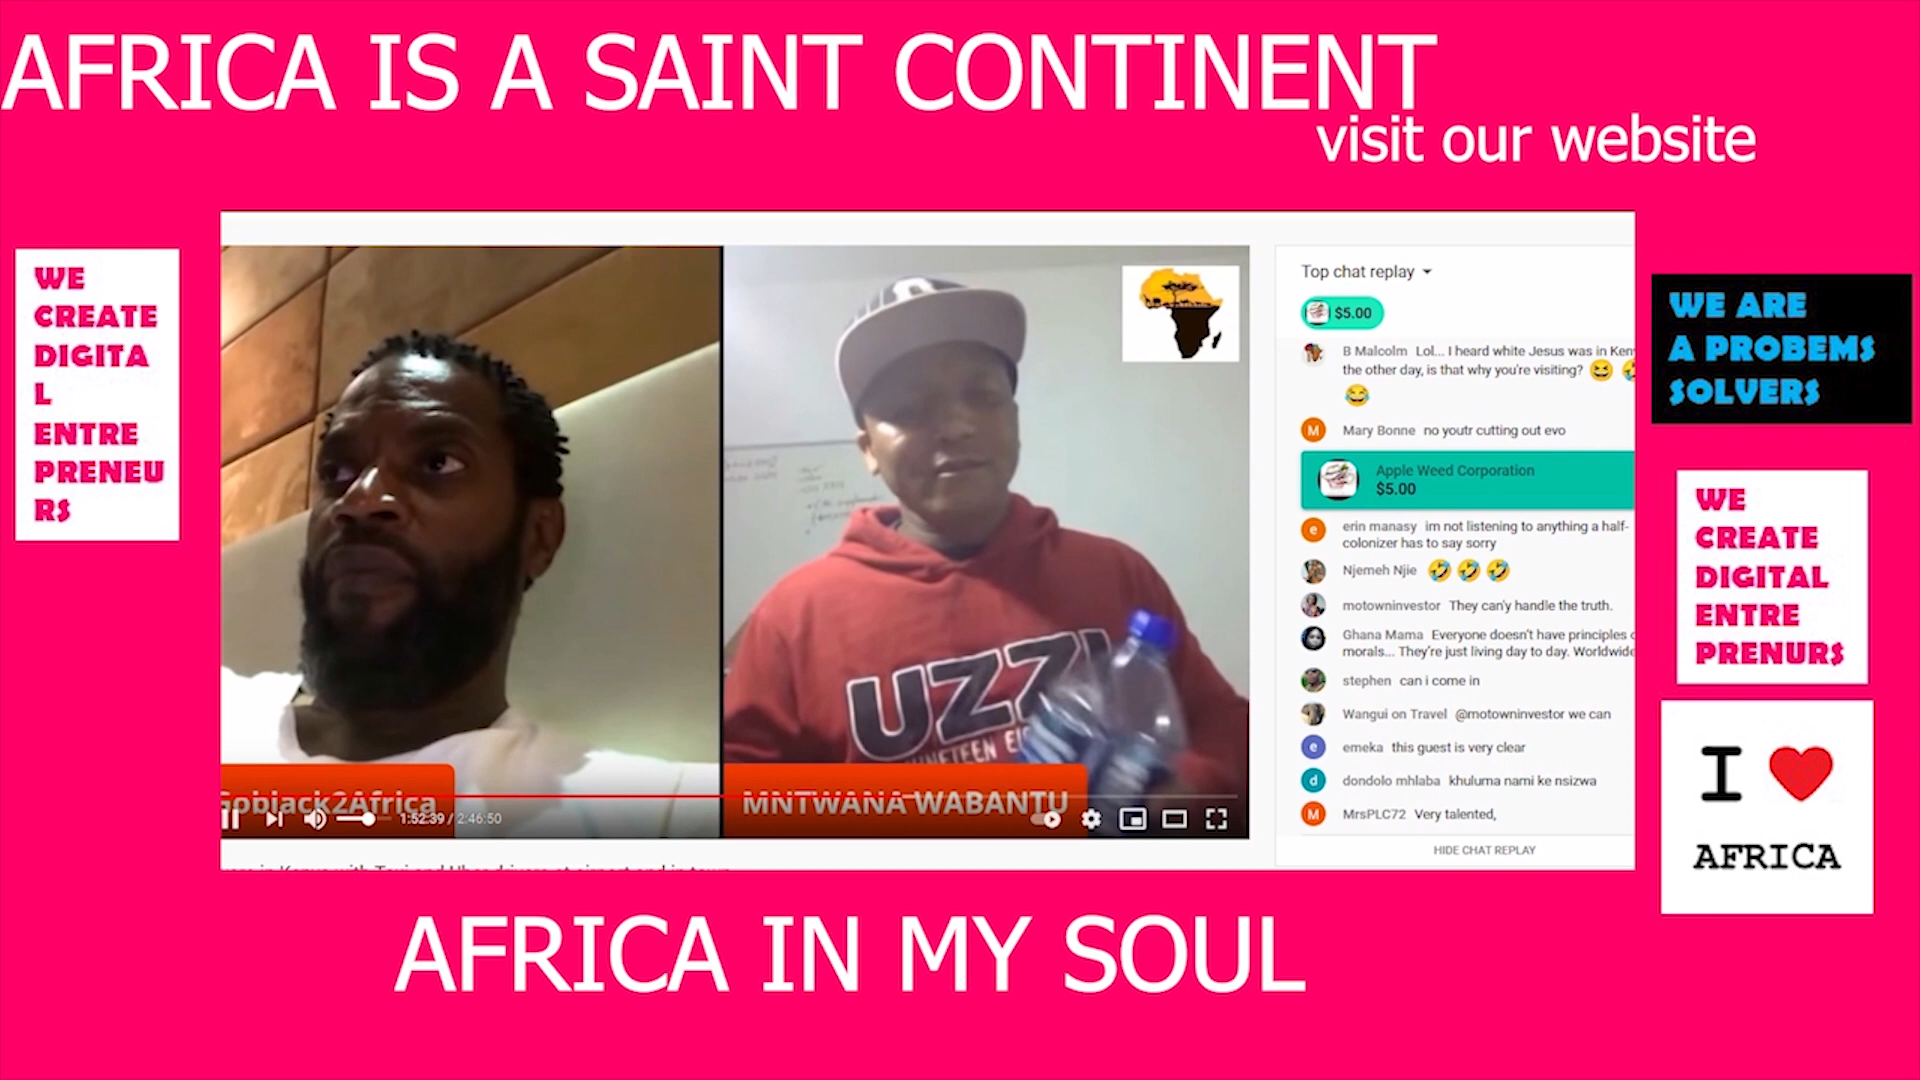 AFRICA IS A SAINT CONTINENT
visit our website
WE
CREATE
DIGITA
L
ENTRE
PRENEU
RS
UZZI
NINETEEN EI
Goblack2Africa
MNTWANA WABANTU
1:52:39 / 2:46:50
Top chat replay
$5.00
B Malcolm Lol... I heard white Jesus was in Ken
the other day, is that why you're visiting?
Mary Bonne no youtr cutting out evo
Apple Weed Corporation
$5.00
erin manasy im not listening to anything a half-
colonizer has to say sorry
Njemeh Njie
motowninvestor They can'y handle the truth.
Ghana Mama Everyone doesn't have principles o
morals... They're just living day to day. Worldwide
stephen can i come in
Wangui on Travel @motowninvestor we can
emeka this guest is very clear
dondolo mhlaba khuluma nami ke nsizwa
MrsPLC72 Very talented,
HIDE CHAT REPLAY
WE ARE
A PROBEMS
SOLVERS
WE
CREATE
DIGITAL
ENTRE
PRENURS
I
AFRICA
AFRICA IN MY SOUL